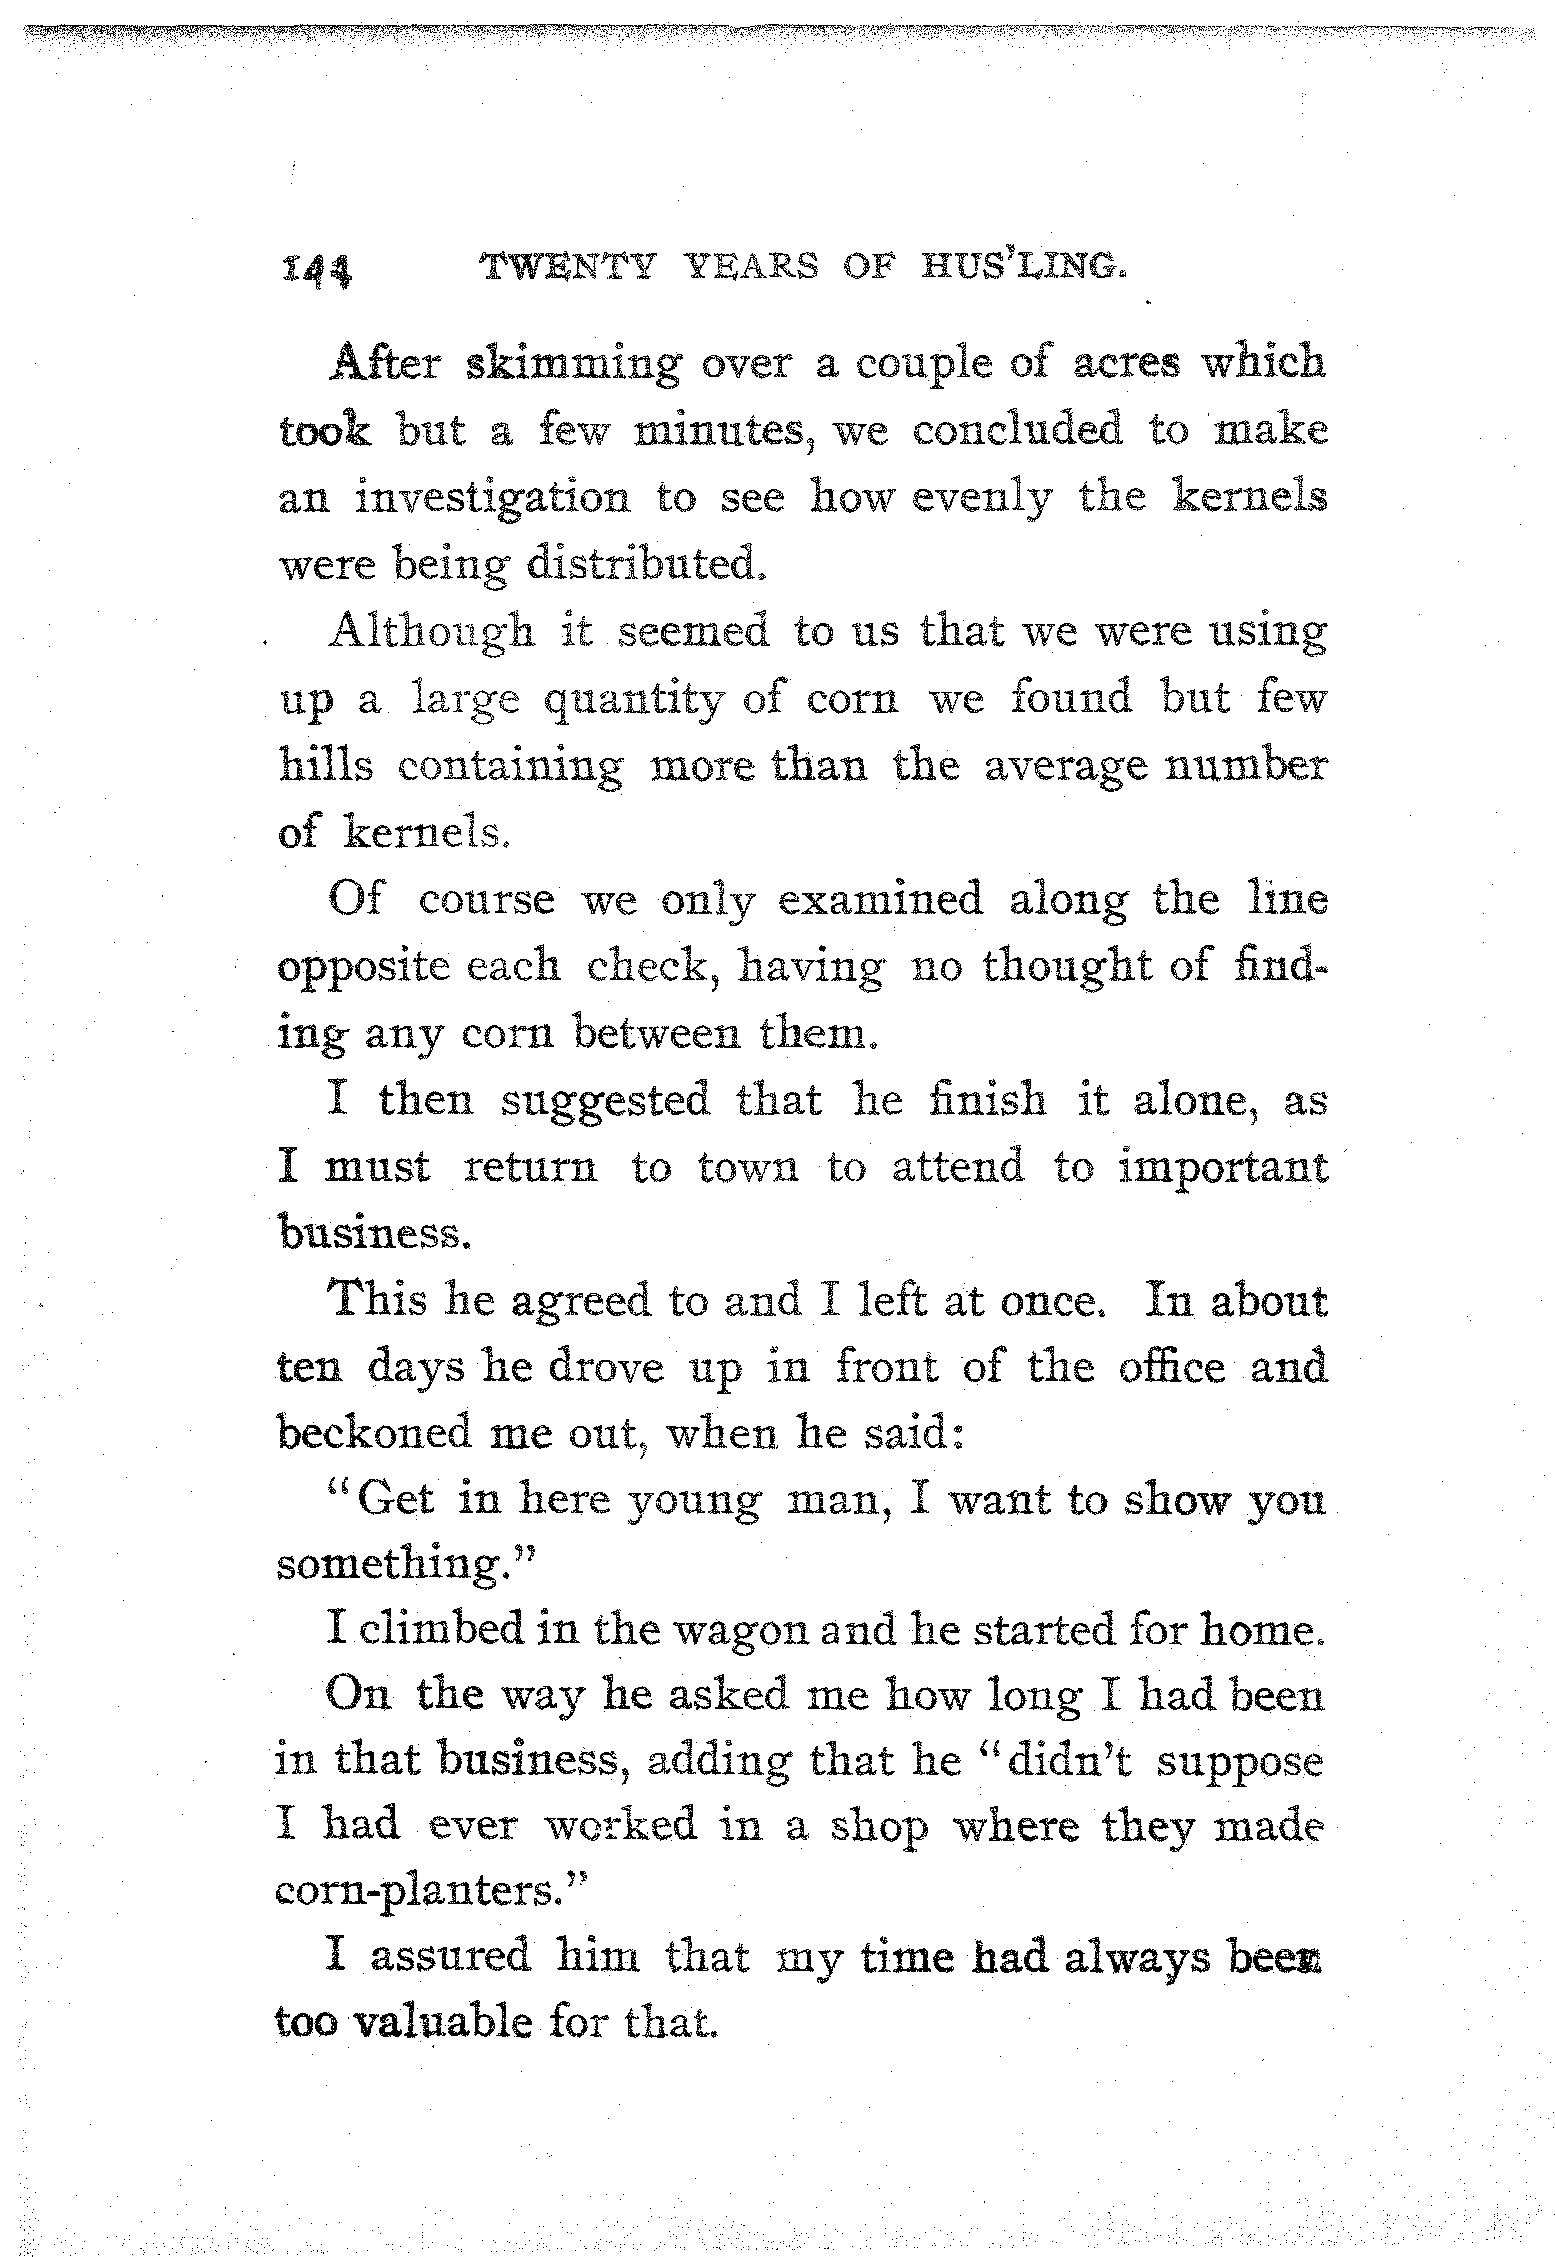 144 TWENTY YEARS OF HUS'LING.
After skimming over a couple of acres which
took but a few minutes, we concluded to make
an investigation to see how evenly the kernels
were being distributed.
Although it seemed to us that we were using
up a large quantity of corn we found but few
hills containing more than the average number
of kernels.
Of course we only examined along the line
opposite each check, having no thought of find-
ing any corn between them.
I then suggested that he finish it alone, as
I must return to town to attend to important
business.
This he agreed to and I left at once. In about
ten days he drove up in front of the office and
beckoned me out, when he said:
"Get in here young man, I want to show you
something."
I climbed in the wagon and he started for home.
On the way he asked me how long I had been
in that business, adding that he "didn't suppose
I had ever worked in a shop where they made
corn-planters."
I assured him that my time had always been
too valuable for that.